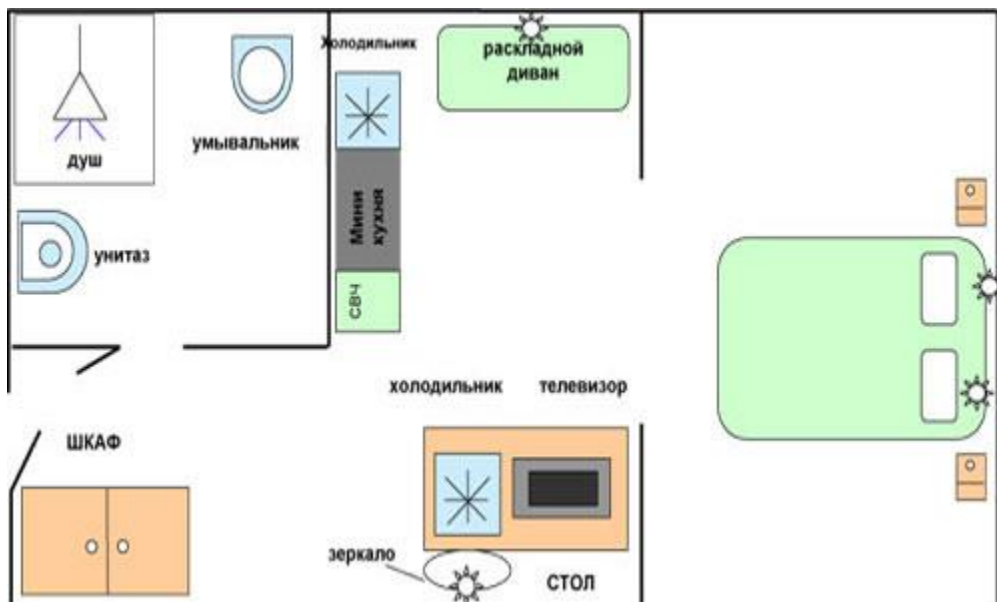 Холодильник
раскладной
диван
умывальник
душ
Мини
кухня
унитаз
СВЧ
холодильник
телевизор
ШКАФ
зеркало
СТОЛ